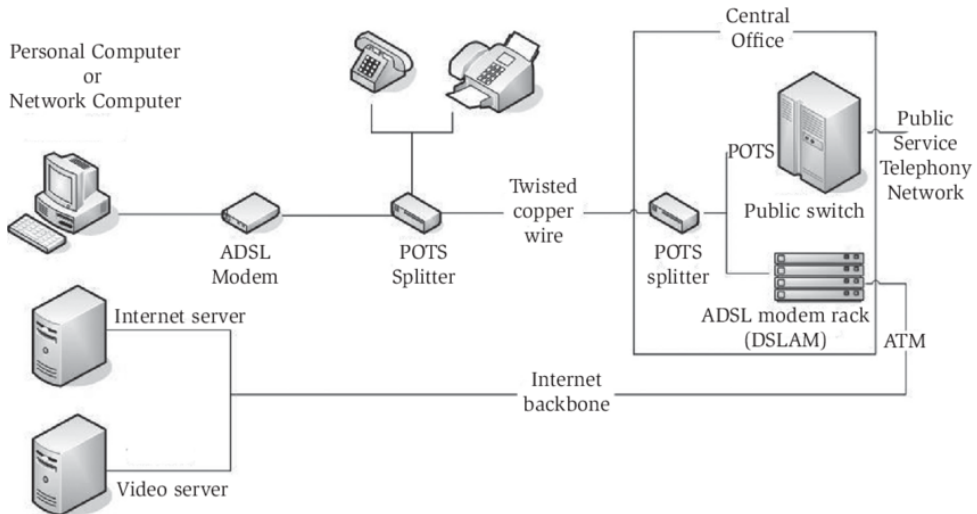 Central
Office
Personal Computer
or
Network Computer
Public
Service
Telephony
Network
POTS
Twisted
copper
wire
Public switch
ADSL
Modem
POTS
Splitter
POTS
splitter
Internet server
ADSL modem rack
(DSLAM)
ATM
Internet
backbone
Video server